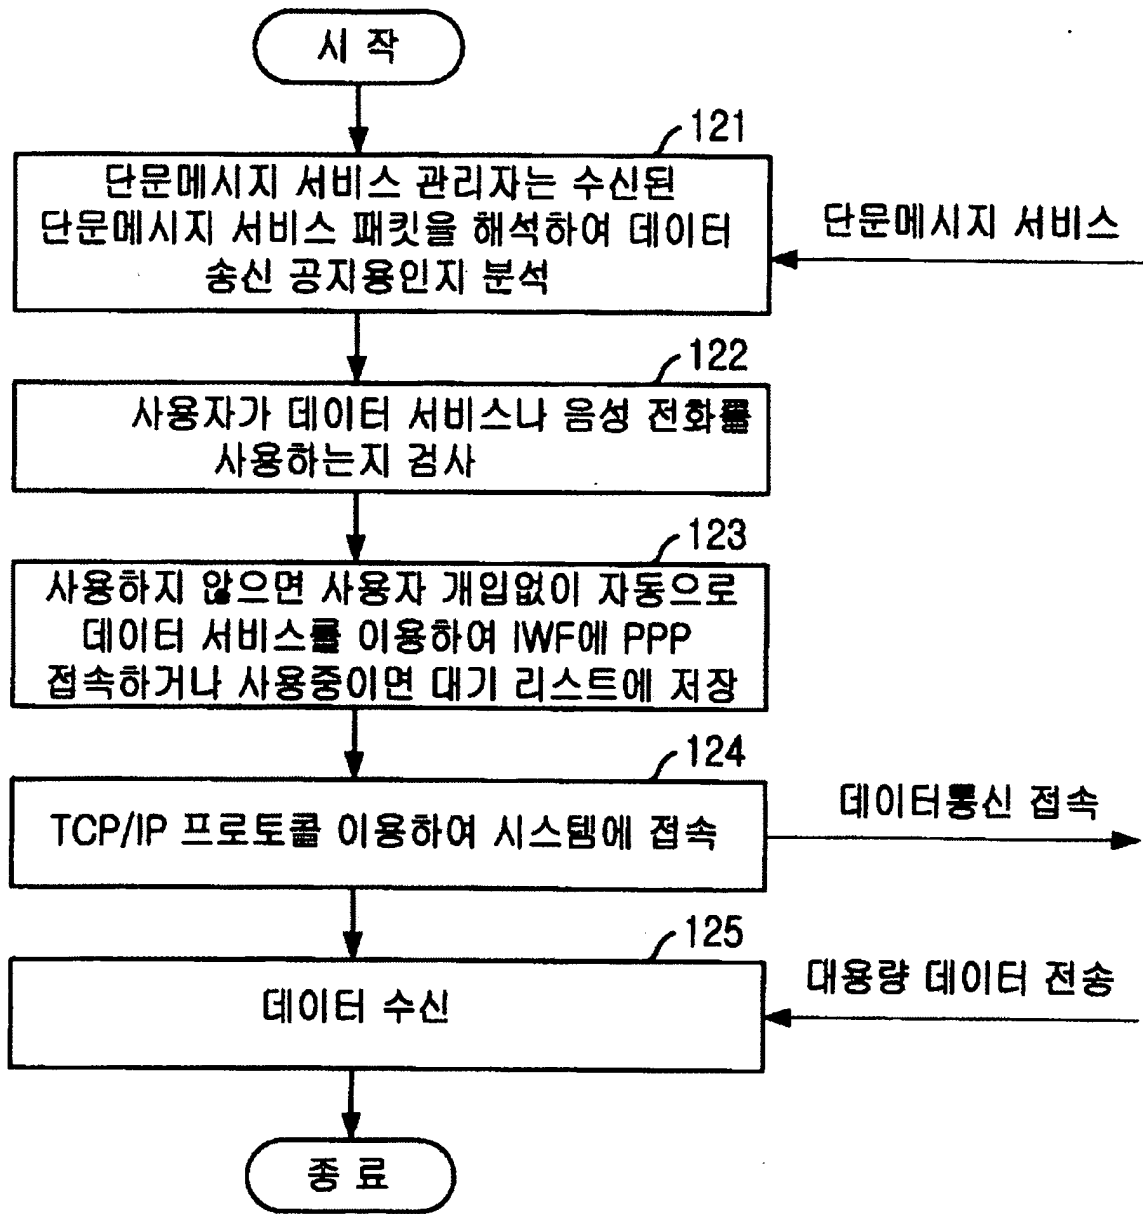 시 작
121
단문메시지 서비스 관리자는 수신된
단문메시지 서비스 패킷을 해석하여 데이터
송신 공지용인지 분석
단문메시지 서비스
122
사용자가 데이터 서비스나 음성 전화를
사용하는지 검사
123
사용하지 않으면 사용자 개입없이 자동으로
데이터 서비스를 이용하여 IWF에 PPP
접속하거나 사용중이면 대기 리스트에 저장
124
TCP/IP 프로토콜 이용하여 시스템에 접속
데이터통신 접속
125
데이터 수신
대용량 데이터 전송
종 료